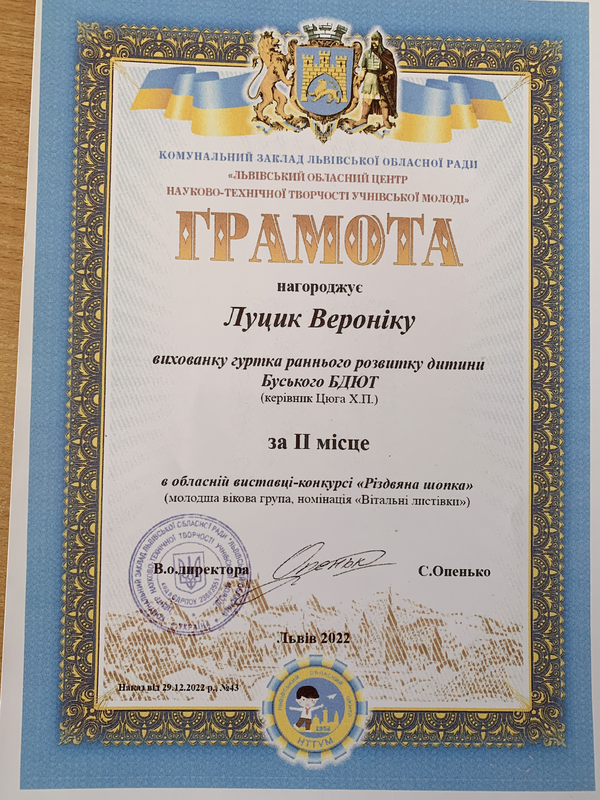 КОМУНАЛЬНИЙ ЗАКЛАД ЛЬВІВСЬКОЇ ОБЛАСНОЇ РАДИ
«ЛЬВІВСЬКИЙ ОБЛАСНИЙ ЦЕНТР
НАУКОВО-ТЕХНІЧНОЇ ТВОРЧОСТІ УЧНІВСЬКОЇ МОЛОДІ»
ГРАМОТА
нагороджує
Луцик Вероніку
вихованку гуртка раннього розвитку дитини
Буського БДЮТ
(керівник Цюга Х.П.)
за ІІ місце
в обласній виставці-конкурсі «Різдвяна шопка»
(молодша вікова група, номінація «Вітальні листівки»)
В.о.директора
Опенько
С.Опенько
Львів 2022
Наказ від 29.12.2022 р., №43
1952
НТТУМ